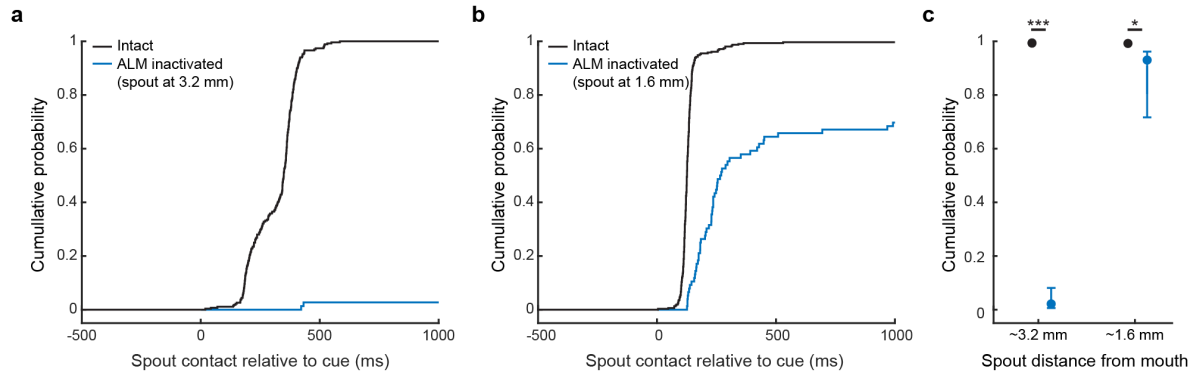 a
Intact
ALM inactivated
(spout at 3.2 mm)
Cumullative probability
1
0.8
0.6
0.4
0.2
0
-500
0
500
1000
Spout contact relative to cue (ms)
b
Intact
ALM inactivated
(spout at 1.6 mm)
Cumullative probability
1
0.8
0.6
0.4
0.2
0
-500
0
500
1000
Spout contact relative to cue (ms)
c
***
*
Cumullative probability
1
0.8
0.6
0.4
0.2
0
~3.2 mm
~1.6 mm
Spout distance from mouth